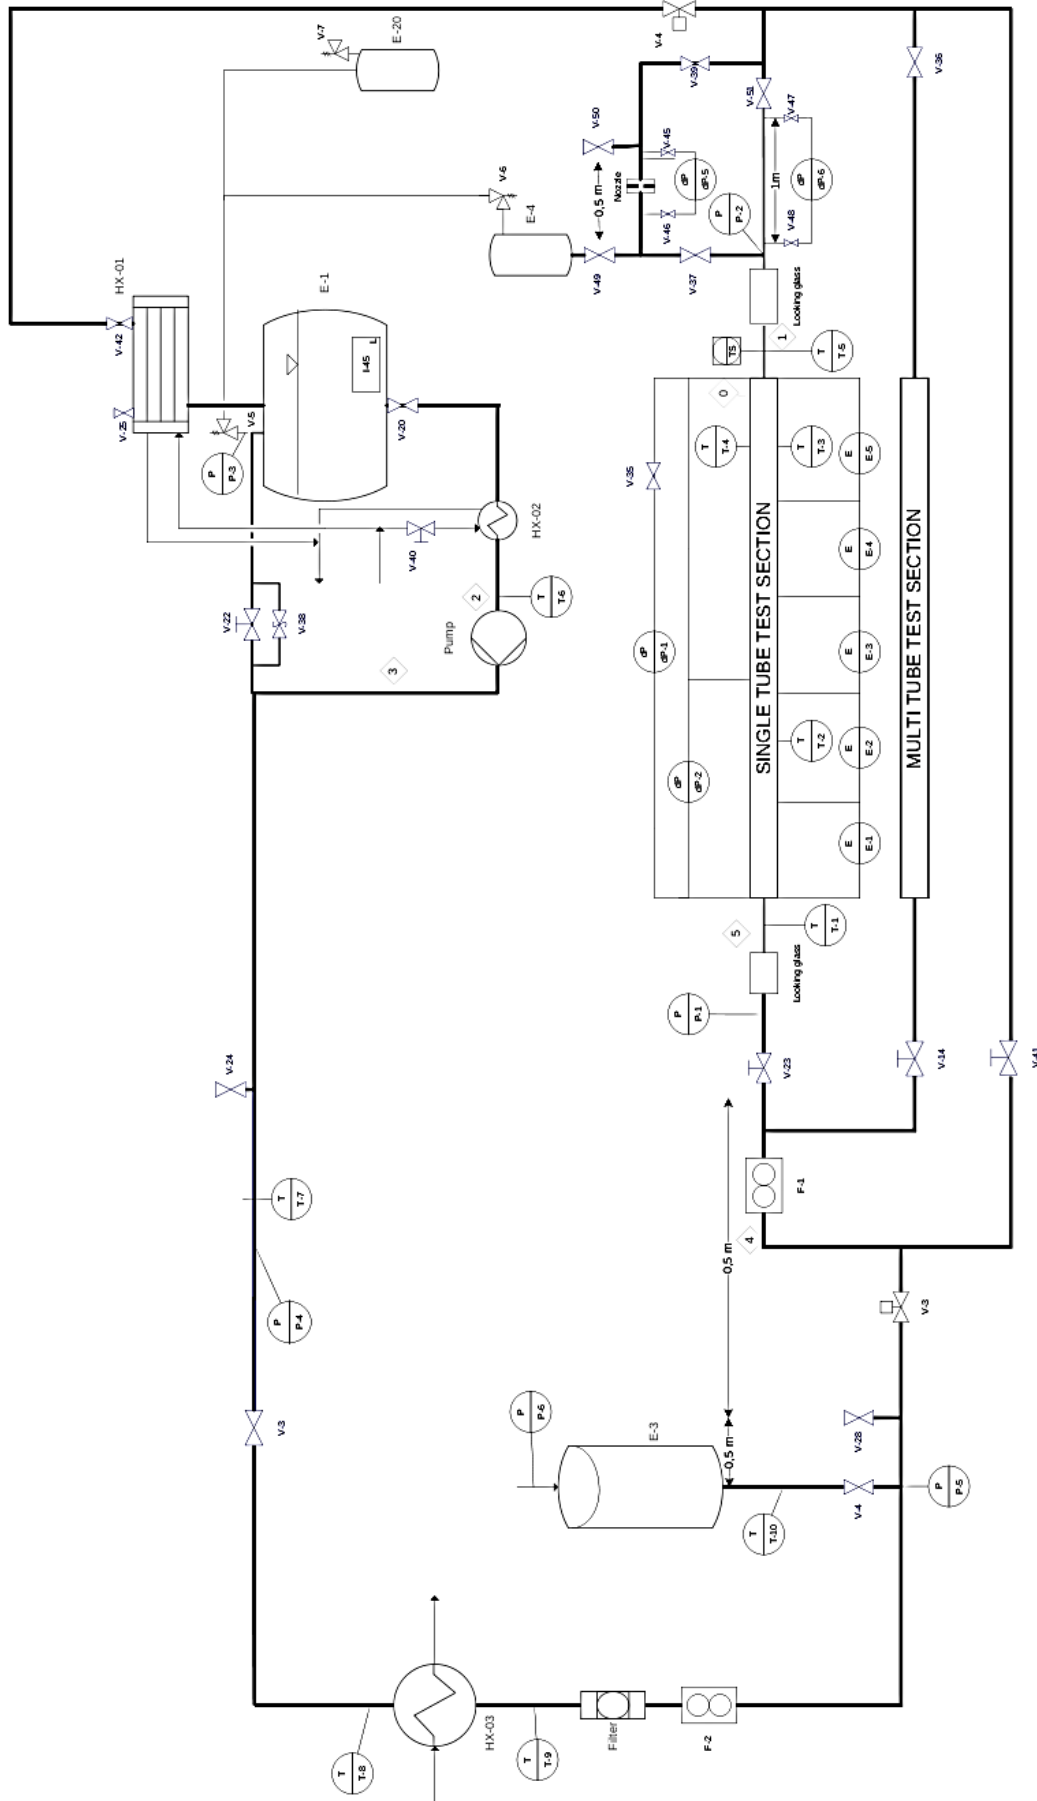 V-7
E-20
V-4
V-36
V-39
V-51
V-47
V-50
V-45
V-6
0,5 m
Nozzle
dP
dP-5
1m
dP
dP-6
E-4
V-46
P
P-2
V-48
HX-01
E-1
V-49
V-37
Looking glass
V-42
1
TS
T
T-5
I-45
L
V-25
V-5
V-20
0
P
P-3
V-35
T
T-4
T
T-3
E
E-5
HX-02
V-40
E
E-4
2
T
T-6
V-22
V-38
Pump
3
dP
dP-1
E
E-3
SINGLE TUBE TEST SECTION
MULTI TUBE TEST SECTION
T
T-2
E
E-2
dP
dP-2
E
E-1
5
T
T-1
Looking glass
P
P-1
V-24
V-23
V-14
V-41
T
T-7
F-1
0,5 m
4
P
P-4
V-3
P
P-6
V-3
E-3
0,5 m
V-28
V-4
P
P-5
T
T-10
HX-03
Filter
F-2
T
T-8
T
T-9